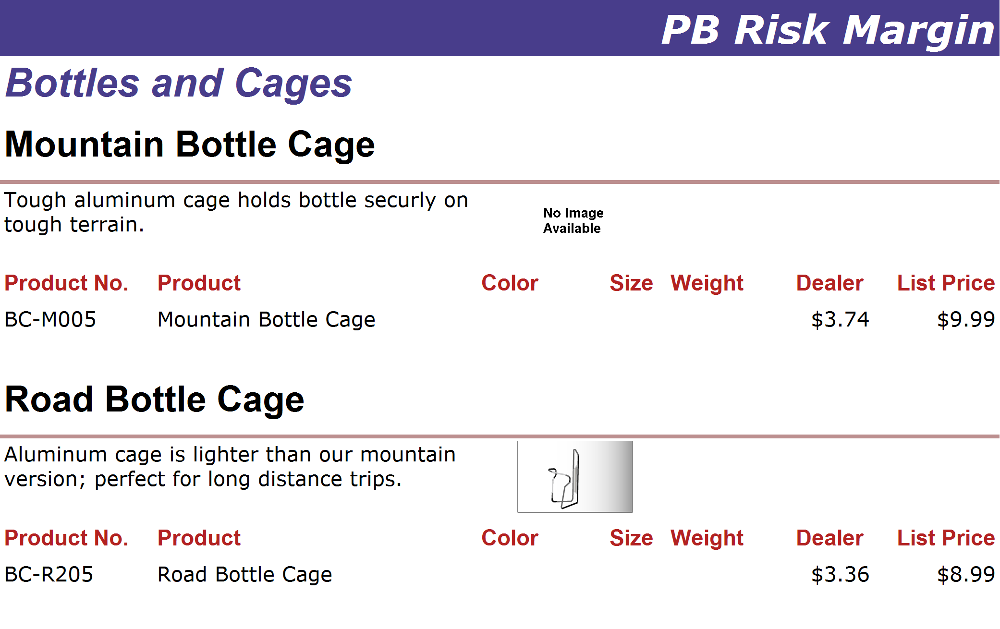 PB Risk Margin
Bottles and Cages
Mountain Bottle Cage
Tough aluminum cage holds bottle securly on
tough terrain.
No Image
Available
Product No. Product Color Size Weight Dealer List Price
BC-M005 Mountain Bottle Cage $3.74 $9.99
Road Bottle Cage
Aluminum cage is lighter than our mountain
version; perfect for long distance trips.
Product No. Product Color Size Weight Dealer List Price
BC-R205 Road Bottle Cage $3.36 $8.99